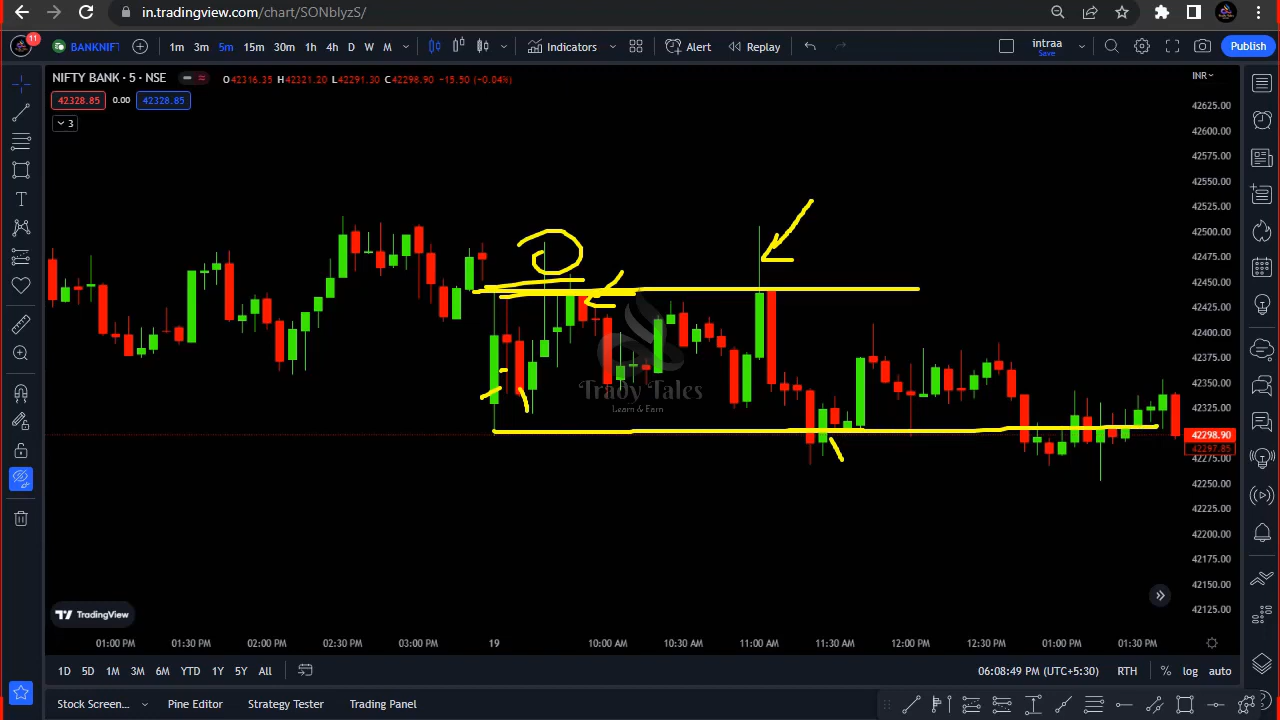 in.tradingview.com/chart/SONblyzS/
11 BANKNIFT 1m 3m 5m 15m 30m 1h 4h D W M Indicators Alert Replay intraa Save Publish
NIFTY BANK · 5 · NSE O42316.35 H42321.20 L42291.30 C42298.90 -15.50 (-0.04%) INR
42328.85 0.00 42328.85
3
42625.00
42600.00
42575.00
42550.00
42525.00
42500.00
42475.00
42450.00
42425.00
42400.00
42375.00
42350.00
42325.00
42298.90
42297.85
42275.00
42250.00
42225.00
42200.00
42175.00
42150.00
42125.00
Trady Tales
Learn & Earn
TradingView
01:00 PM 01:30 PM 02:00 PM 02:30 PM 03:00 PM 19 10:00 AM 10:30 AM 11:00 AM 11:30 AM 12:00 PM 12:30 PM 01:00 PM 01:30 PM
1D 5D 1M 3M 6M YTD 1Y 5Y All 06:08:49 PM (UTC+5:30) RTH % log auto
Stock Screen... Pine Editor Strategy Tester Trading Panel